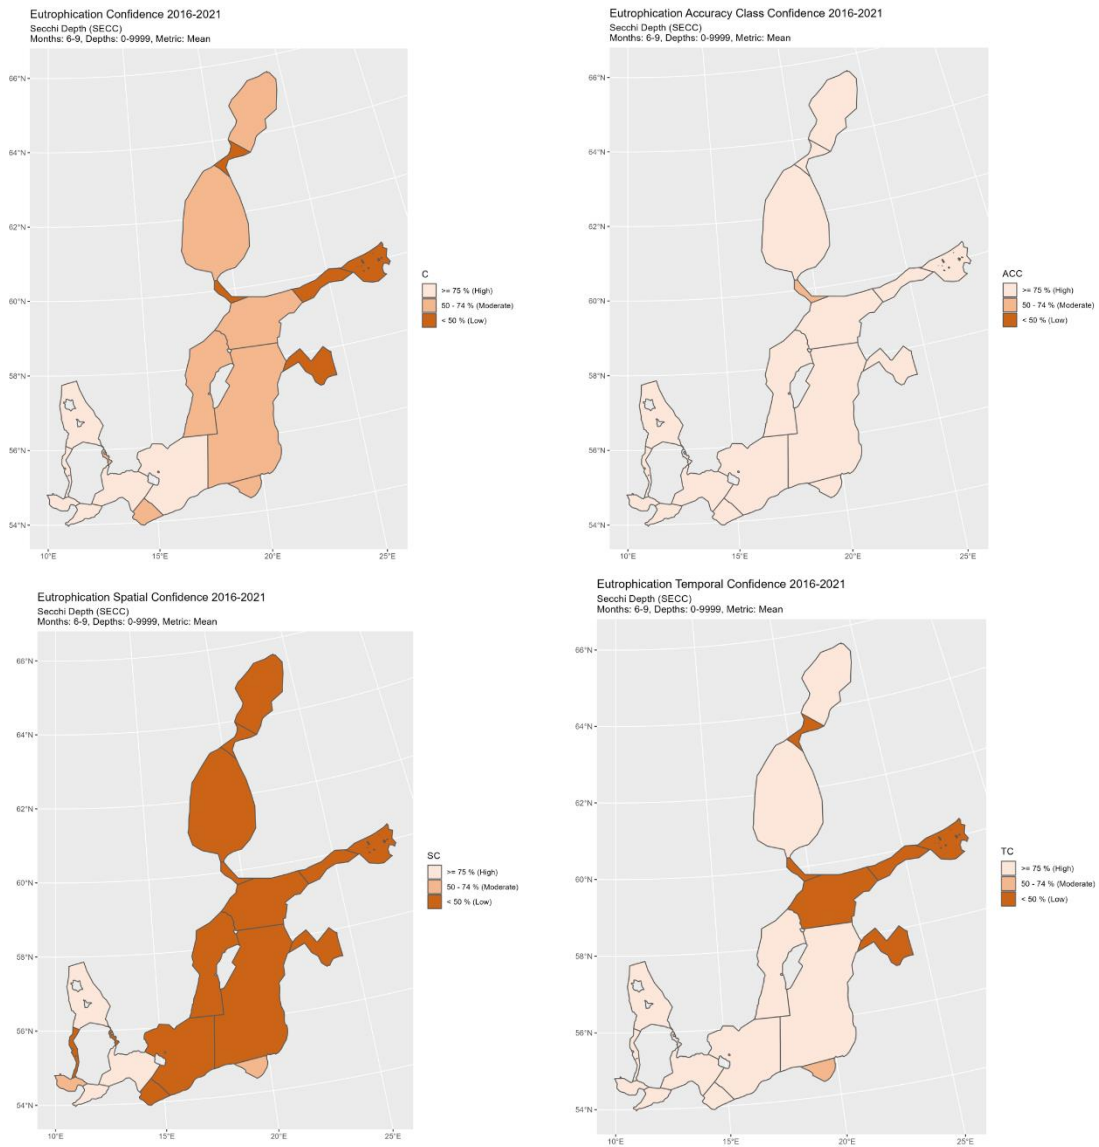 Eutrophication Confidence 2016-2021
Secchi Depth (SECC)
Months: 6-9, Depths: 0-9999, Metric: Mean
66°N
64°N
62°N
60°N
58°N
56°N
54°N
10°E 15°E 20°E 25°E
C
>= 75 % (High)
50 - 74 % (Moderate)
< 50 % (Low)
Eutrophication Accuracy Class Confidence 2016-2021
Secchi Depth (SECC)
Months: 6-9, Depths: 0-9999, Metric: Mean
66°N
64°N
62°N
60°N
58°N
56°N
54°N
10°E 15°E 20°E 25°E
ACC
>= 75 % (High)
50 - 74 % (Moderate)
< 50 % (Low)
Eutrophication Spatial Confidence 2016-2021
Secchi Depth (SECC)
Months: 6-9, Depths: 0-9999, Metric: Mean
66°N
64°N
62°N
60°N
58°N
56°N
54°N
10°E 15°E 20°E 25°E
SC
>= 75 % (High)
50 - 74 % (Moderate)
< 50 % (Low)
Eutrophication Temporal Confidence 2016-2021
Secchi Depth (SECC)
Months: 6-9, Depths: 0-9999, Metric: Mean
66°N
64°N
62°N
60°N
58°N
56°N
54°N
10°E 15°E 20°E 25°E
TC
>= 75 % (High)
50 - 74 % (Moderate)
< 50 % (Low)